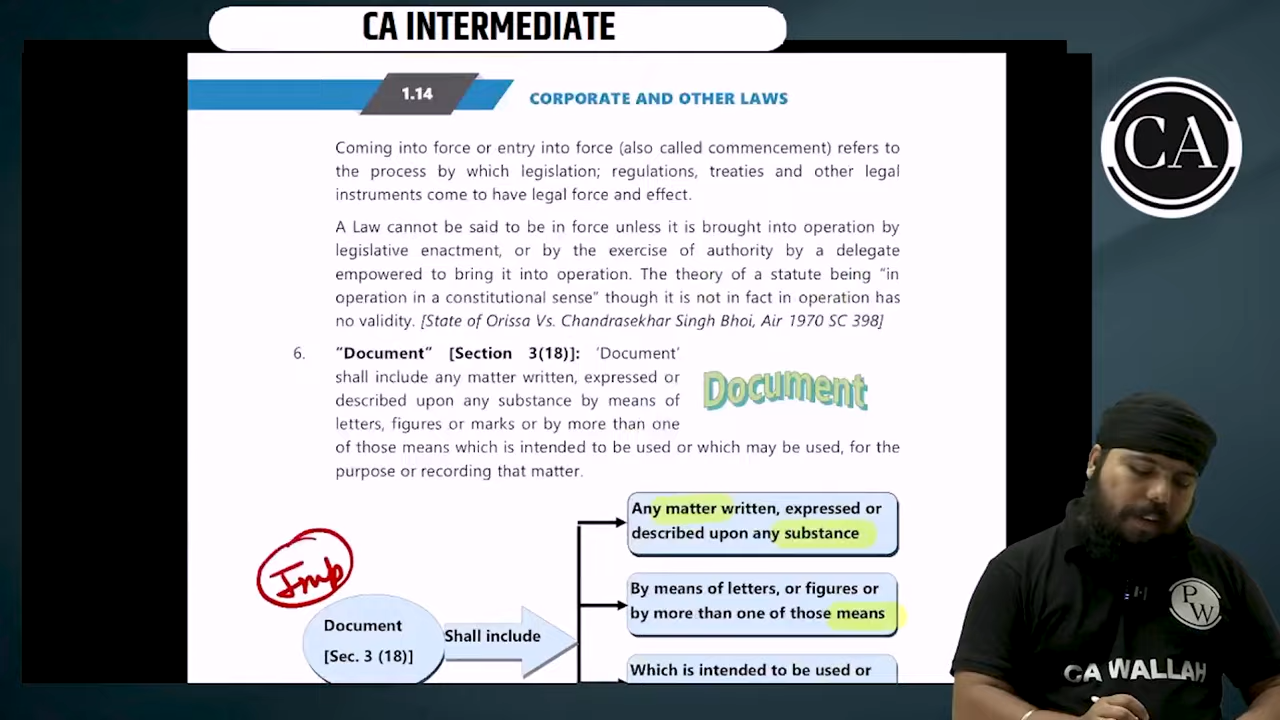 CA INTERMEDIATE
1.14
CORPORATE AND OTHER LAWS
CA
Coming into force or entry into force (also called commencement) refers to
the process by which legislation; regulations, treaties and other legal
instruments come to have legal force and effect.
A Law cannot be said to be in force unless it is brought into operation by
legislative enactment, or by the exercise of authority by a delegate
empowered to bring it into operation. The theory of a statute being “in
operation in a constitutional sense” though it is not in fact in operation has
no validity. [State of Orissa Vs. Chandrasekhar Singh Bhoi, Air 1970 SC 398]
6. “Document” [Section 3(18)]: ‘Document’
shall include any matter written, expressed or
described upon any substance by means of
letters, figures or marks or by more than one
of those means which is intended to be used or which may be used, for the
purpose or recording that matter.
Document
Any matter written, expressed or
described upon any substance
Imp
By means of letters, or figures or
by more than one of those means
Document
[Sec. 3 (18)]
Shall include
Which is intended to be used or
PW
CA WALLAH